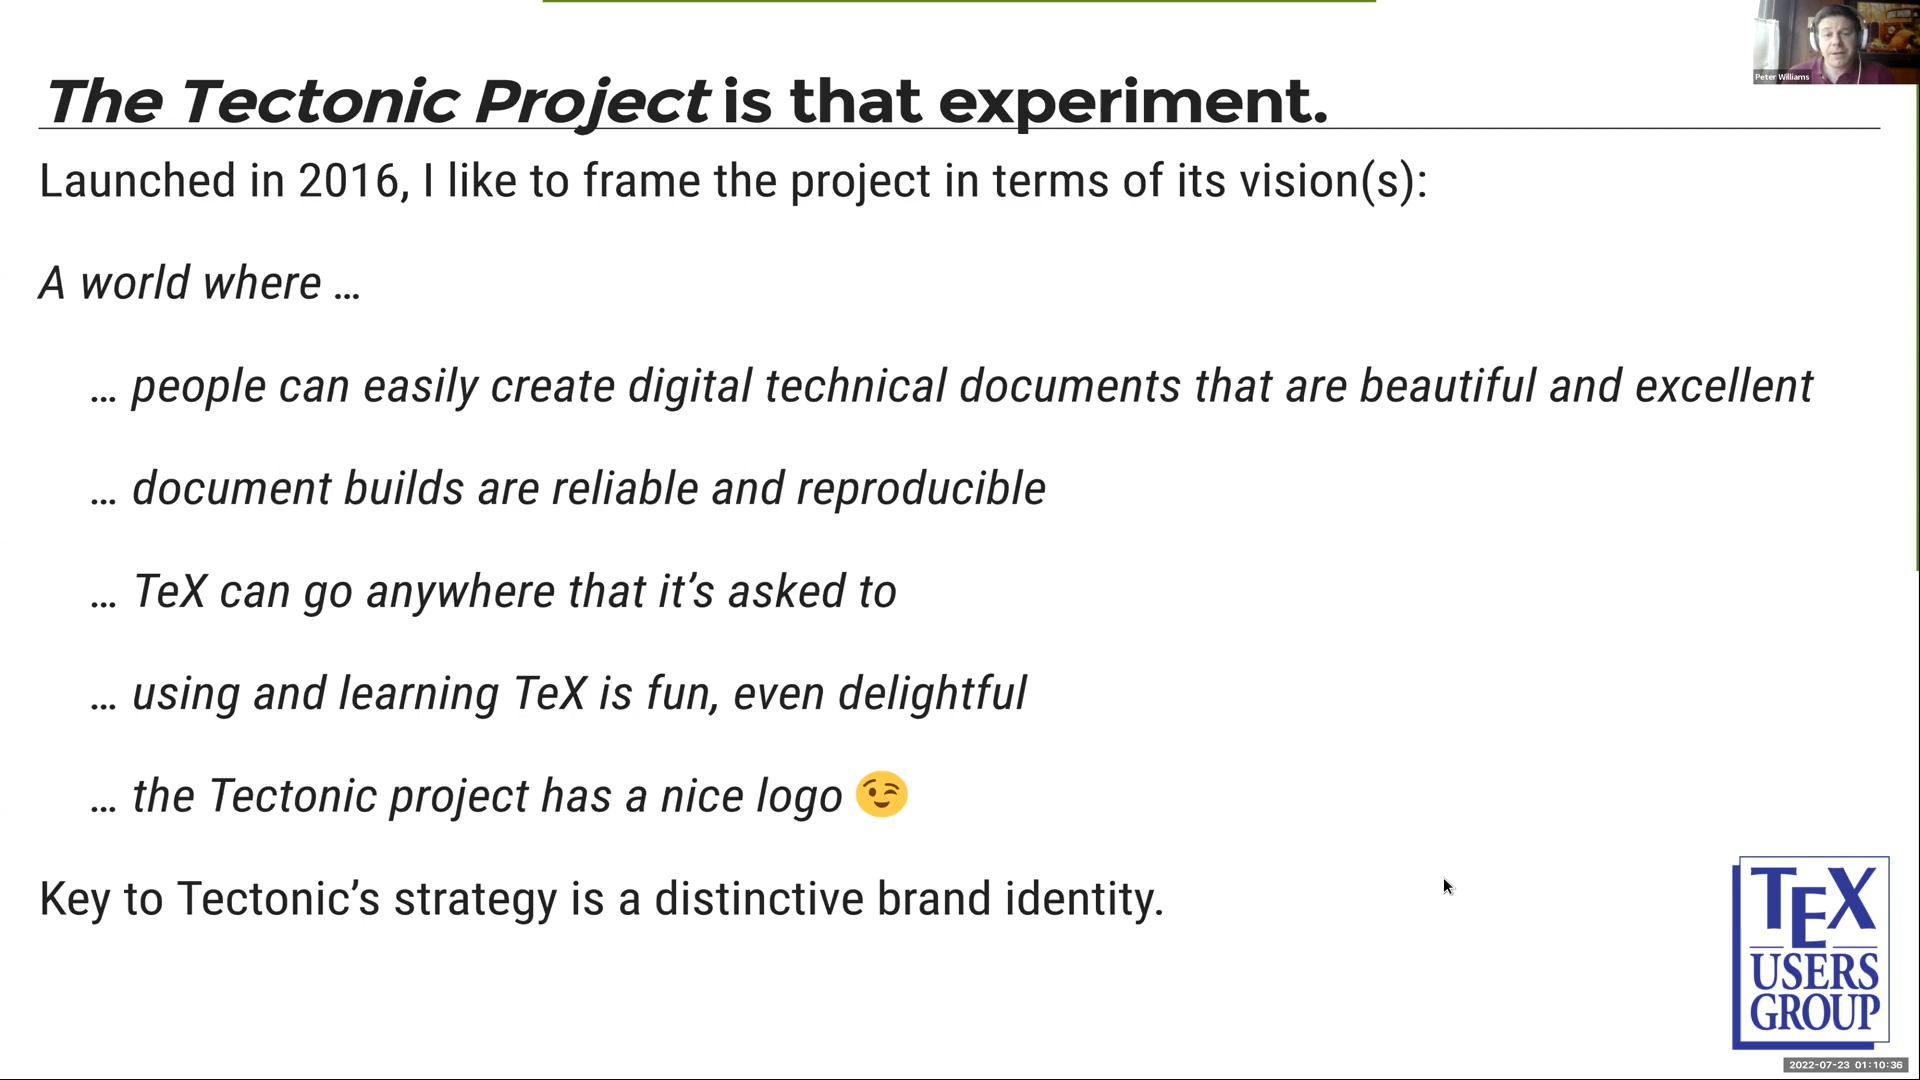 Peter Williams
The Tectonic Project is that experiment.
Launched in 2016, I like to frame the project in terms of its vision(s):
A world where …
… people can easily create digital technical documents that are beautiful and excellent
… document builds are reliable and reproducible
… TeX can go anywhere that it’s asked to
… using and learning TeX is fun, even delightful
… the Tectonic project has a nice logo 😉
Key to Tectonic’s strategy is a distinctive brand identity.
TEX
USERS
GROUP
2022-07-23 01:10:36